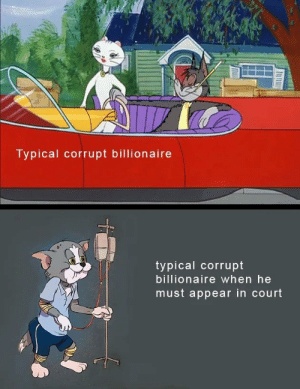 Typical corrupt billionaire
typical corrupt
billionaire when he
must appear in court